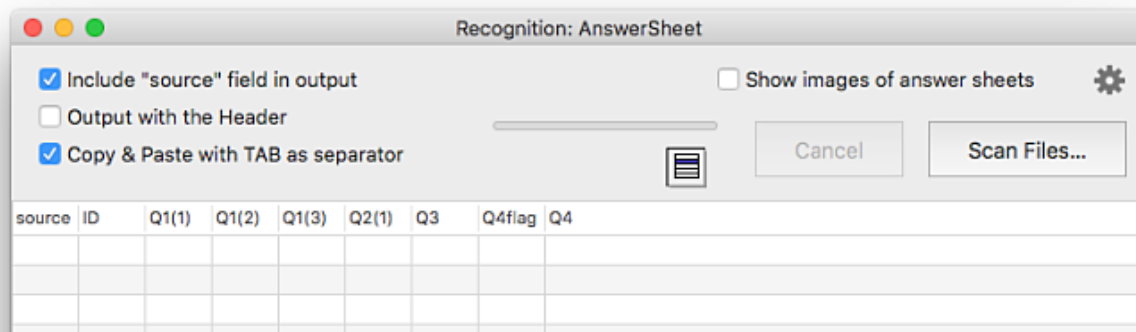 Recognition: AnswerSheet
Include "source" field in output
Show images of answer sheets
Output with the Header
Copy & Paste with TAB as separator
Cancel
Scan Files...
source ID Q1(1) Q1(2) Q1(3) Q2(1) Q3 Q4flag Q4